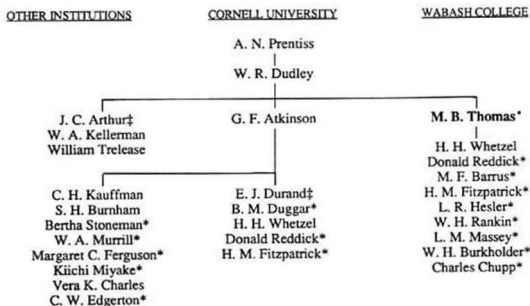 OTHER INSTITUTIONS
CORNELL UNIVERSITY
WABASH COLLEGE
A. N. Prentiss
W. R. Dudley
J. C. Arthur‡
W. A. Kellerman
William Trelease
G. F. Atkinson
M. B. Thomas*
C. H. Kauffman
S. H. Burnham
Bertha Stoneman*
W. A. Murrill*
Margaret C. Ferguson*
Kiichi Miyake*
Vera K. Charles
C. W. Edgerton*
E. J. Durand‡
B. M. Duggar*
H. H. Whetzel
Donald Reddick*
H. M. Fitzpatrick*
H. H. Whetzel
Donald Reddick*
M. F. Barrus*
H. M. Fitzpatrick*
L. R. Hesler*
W. H. Rankin*
L. M. Massey*
W. H. Burkholder*
Charles Chupp*